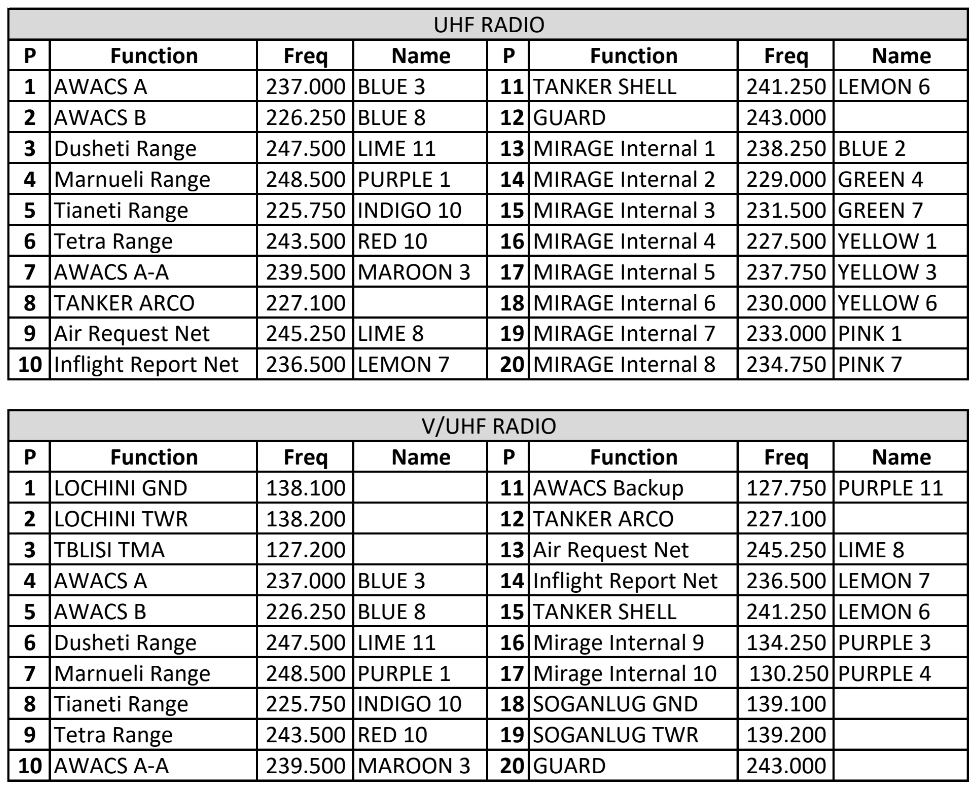 UHF RADIO
P Function Freq Name P Function Freq Name
1 AWACS A 237.000 BLUE 3 11 TANKER SHELL 241.250 LEMON 6
2 AWACS B 226.250 BLUE 8 12 GUARD 243.000
3 Dusheti Range 247.500 LIME 11 13 MIRAGE Internal 1 238.250 BLUE 2
4 Marnueli Range 248.500 PURPLE 1 14 MIRAGE Internal 2 229.000 GREEN 4
5 Tianeti Range 225.750 INDIGO 10 15 MIRAGE Internal 3 231.500 GREEN 7
6 Tetra Range 243.500 RED 10 16 MIRAGE Internal 4 227.500 YELLOW 1
7 AWACS A-A 239.500 MAROON 3 17 MIRAGE Internal 5 237.750 YELLOW 3
8 TANKER ARCO 227.100 18 MIRAGE Internal 6 230.000 YELLOW 6
9 Air Request Net 245.250 LIME 8 19 MIRAGE Internal 7 233.000 PINK 1
10 Inflight Report Net 236.500 LEMON 7 20 MIRAGE Internal 8 234.750 PINK 7
V/UHF RADIO
P Function Freq Name P Function Freq Name
1 LOCHINI GND 138.100 11 AWACS Backup 127.750 PURPLE 11
2 LOCHINI TWR 138.200 12 TANKER ARCO 227.100
3 TBLISI TMA 127.200 13 Air Request Net 245.250 LIME 8
4 AWACS A 237.000 BLUE 3 14 Inflight Report Net 236.500 LEMON 7
5 AWACS B 226.250 BLUE 8 15 TANKER SHELL 241.250 LEMON 6
6 Dusheti Range 247.500 LIME 11 16 Mirage Internal 9 134.250 PURPLE 3
7 Marnueli Range 248.500 PURPLE 1 17 Mirage Internal 10 130.250 PURPLE 4
8 Tianeti Range 225.750 INDIGO 10 18 SOGANLUG GND 139.100
9 Tetra Range 243.500 RED 10 19 SOGANLUG TWR 139.200
10 AWACS A-A 239.500 MAROON 3 20 GUARD 243.000